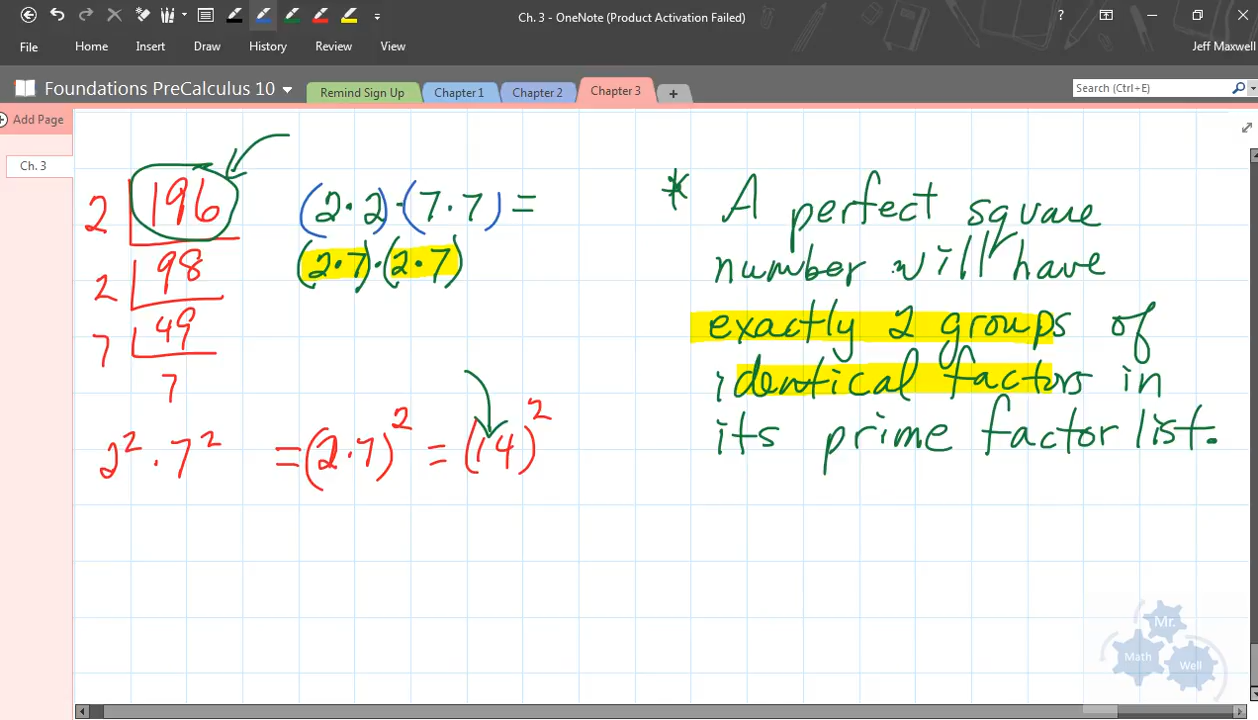 Ch. 3 - OneNote (Product Activation Failed)
File Home Insert Draw History Review View
Jeff Maxwell
Foundations PreCalculus 10
Remind Sign Up Chapter 1 Chapter 2 Chapter 3 +
Search (Ctrl+E)
Add Page
Ch. 3
2 196
2 98
7 49
7
(2·2)·(7·7)=
(2·7)·(2·7)
2²·7² =(2·7)² = (14)²
* A perfect square
number will have
exactly 2 groups of
identical factors in
its prime factor list.
Mr.
Math Well